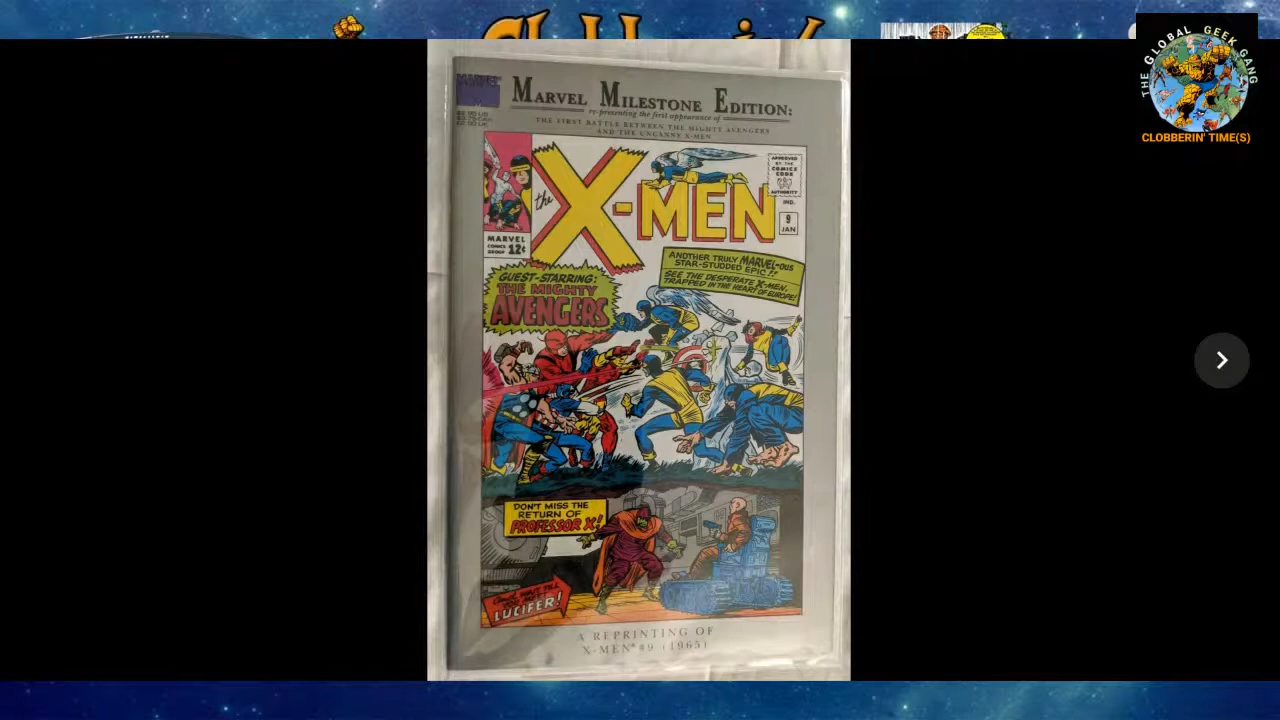 THE GLOBAL GEEK GANG
CLOBBERIN' TIME(S)
MARVEL
MARVEL MILESTONE EDITION:
re-presenting the first appearance of
THE FIRST BATTLE BETWEEN THE MIGHTY AVENGERS
AND THE UNCANNY X-MEN
the X-MEN
APPROVED
BY THE
COMICS
CODE
AUTHORITY
IND.
9
JAN
MARVEL
COMICS
GROUP 12¢
ANOTHER TRULY MARVEL-OUS
STAR-STUDDED EPIC!!
SEE THE DESPERATE X-MEN,
TRAPPED IN THE HEART OF EUROPE!
GUEST-STARRING:
THE MIGHTY
AVENGERS
DON'T MISS THE
RETURN OF
PROFESSOR X!
LUCIFER!
A REPRINTING OF
X-MEN® #9 (1965)